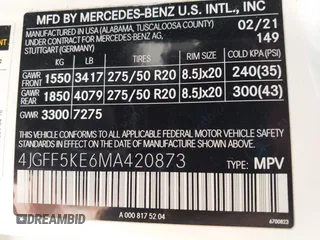 MFD BY MERCEDES-BENZ U.S. INTL., INC
MANUFACTURED IN USA (ALABAMA, TUSCALOOSA COUNTY) 02/21
FOR MERCEDES-BENZ AG, 149
STUTTGART (GERMANY)
KG LB TIRES RIM SIZE COLD KPA(PSI)
GAWR FRONT 1550 3417 275/50 R20 8.5Jx20 240(35)
GAWR REAR 1850 4079 275/50 R20 8.5Jx20 300(43)
GVWR 3300 7275
THIS VEHICLE CONFORMS TO ALL APPLICABLE FEDERAL MOTOR VEHICLE
SAFETY STANDARDS IN EFFECT ON THE DATE OF MANUFACTURE SHOWN ABOVE.
4JGFF5KE6MA420873 TYPE: MPV
A 000 817 52 04 6700823
DREAMBID